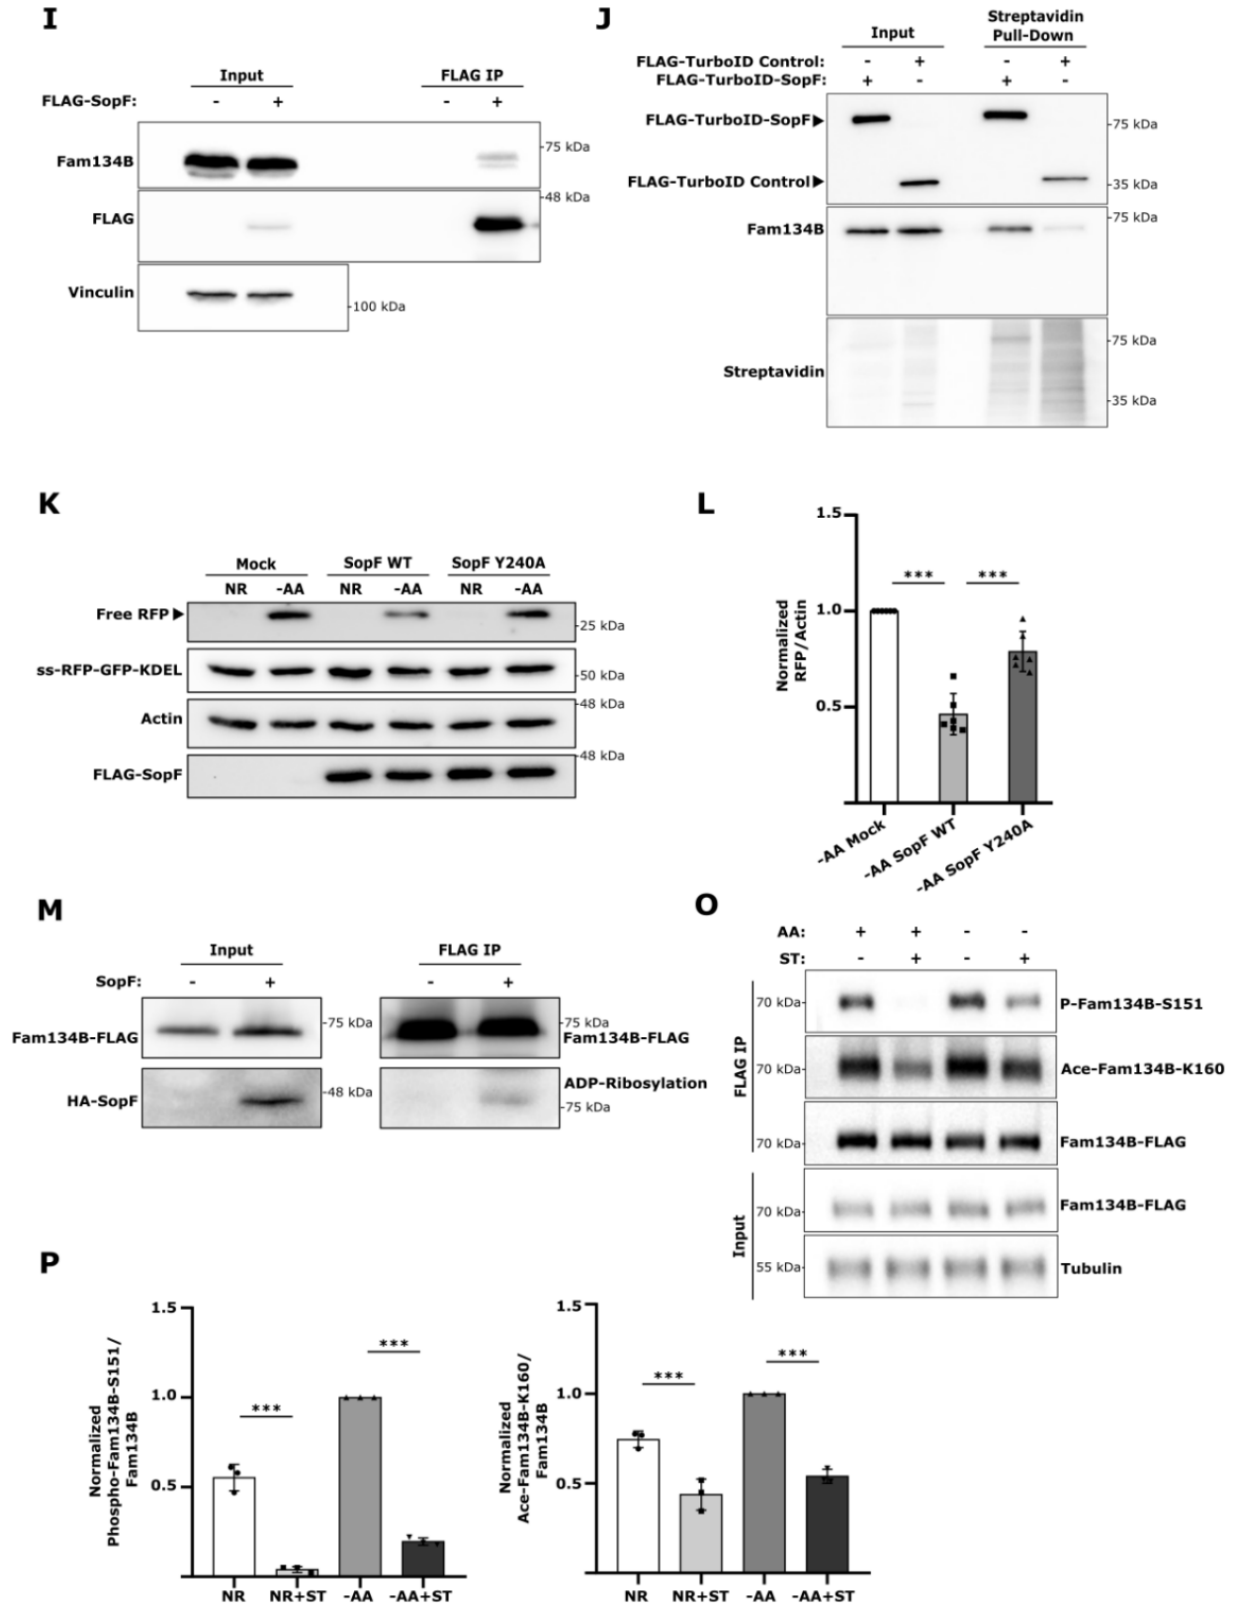 I
Input
FLAG IP
FLAG-SopF:
-
+
-
+
Fam134B
75 kDa
48 kDa
FLAG
Vinculin
100 kDa
J
Input
Streptavidin
Pull-Down
FLAG-TurboID Control:
-
+
-
+
FLAG-TurboID-SopF:
+
-
+
-
FLAG-TurboID-SopF
75 kDa
FLAG-TurboID Control
35 kDa
75 kDa
Fam134B
75 kDa
Streptavidin
35 kDa
K
Mock
SopF WT
SopF Y240A
NR
-AA
NR
-AA
NR
-AA
Free RFP
25 kDa
ss-RFP-GFP-KDEL
50 kDa
48 kDa
Actin
48 kDa
FLAG-SopF
L
1.5
1.0
0.5
Normalized
RFP/Actin
***
***
-AA Mock
-AA SopF WT
-AA SopF Y240A
M
Input
FLAG IP
SopF:
-
+
-
+
Fam134B-FLAG
75 kDa
75 kDa
Fam134B-FLAG
HA-SopF
48 kDa
ADP-Ribosylation
75 kDa
O
AA:
+
+
-
-
ST:
-
+
-
+
FLAG IP
70 kDa
P-Fam134B-S151
70 kDa
Ace-Fam134B-K160
70 kDa
Fam134B-FLAG
Input
70 kDa
Fam134B-FLAG
55 kDa
Tubulin
P
Normalized
Phospho-Fam134B-S151/
Fam134B
1.5
1.0
0.5
***
***
NR
NR+ST
-AA
-AA+ST
Normalized
Ace-Fam134B-K160/
Fam134B
1.5
1.0
0.5
***
***
NR
NR+ST
-AA
-AA+ST